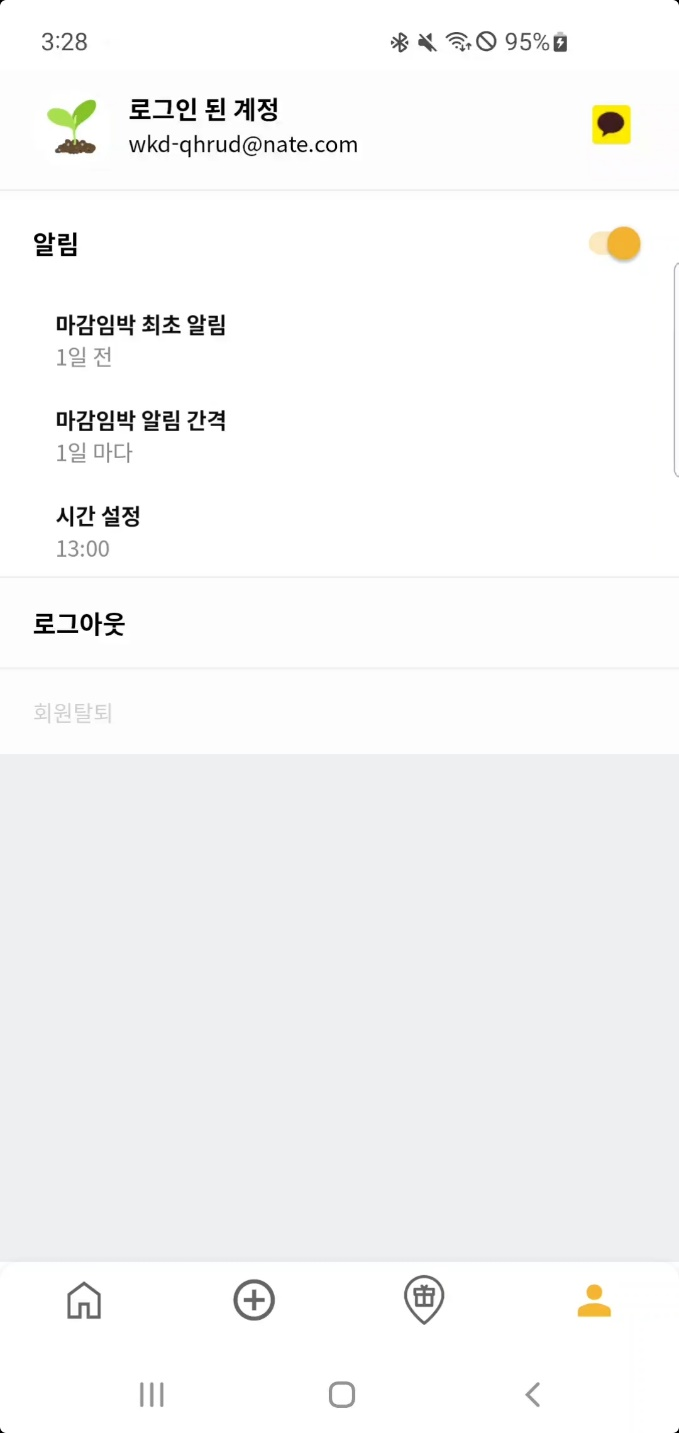 3:28
95%
로그인 된 계정
wkd-qhrud@nate.com
알림
마감임박 최초 알림
1일 전
마감임박 알림 간격
1일 마다
시간 설정
13:00
로그아웃
회원탈퇴